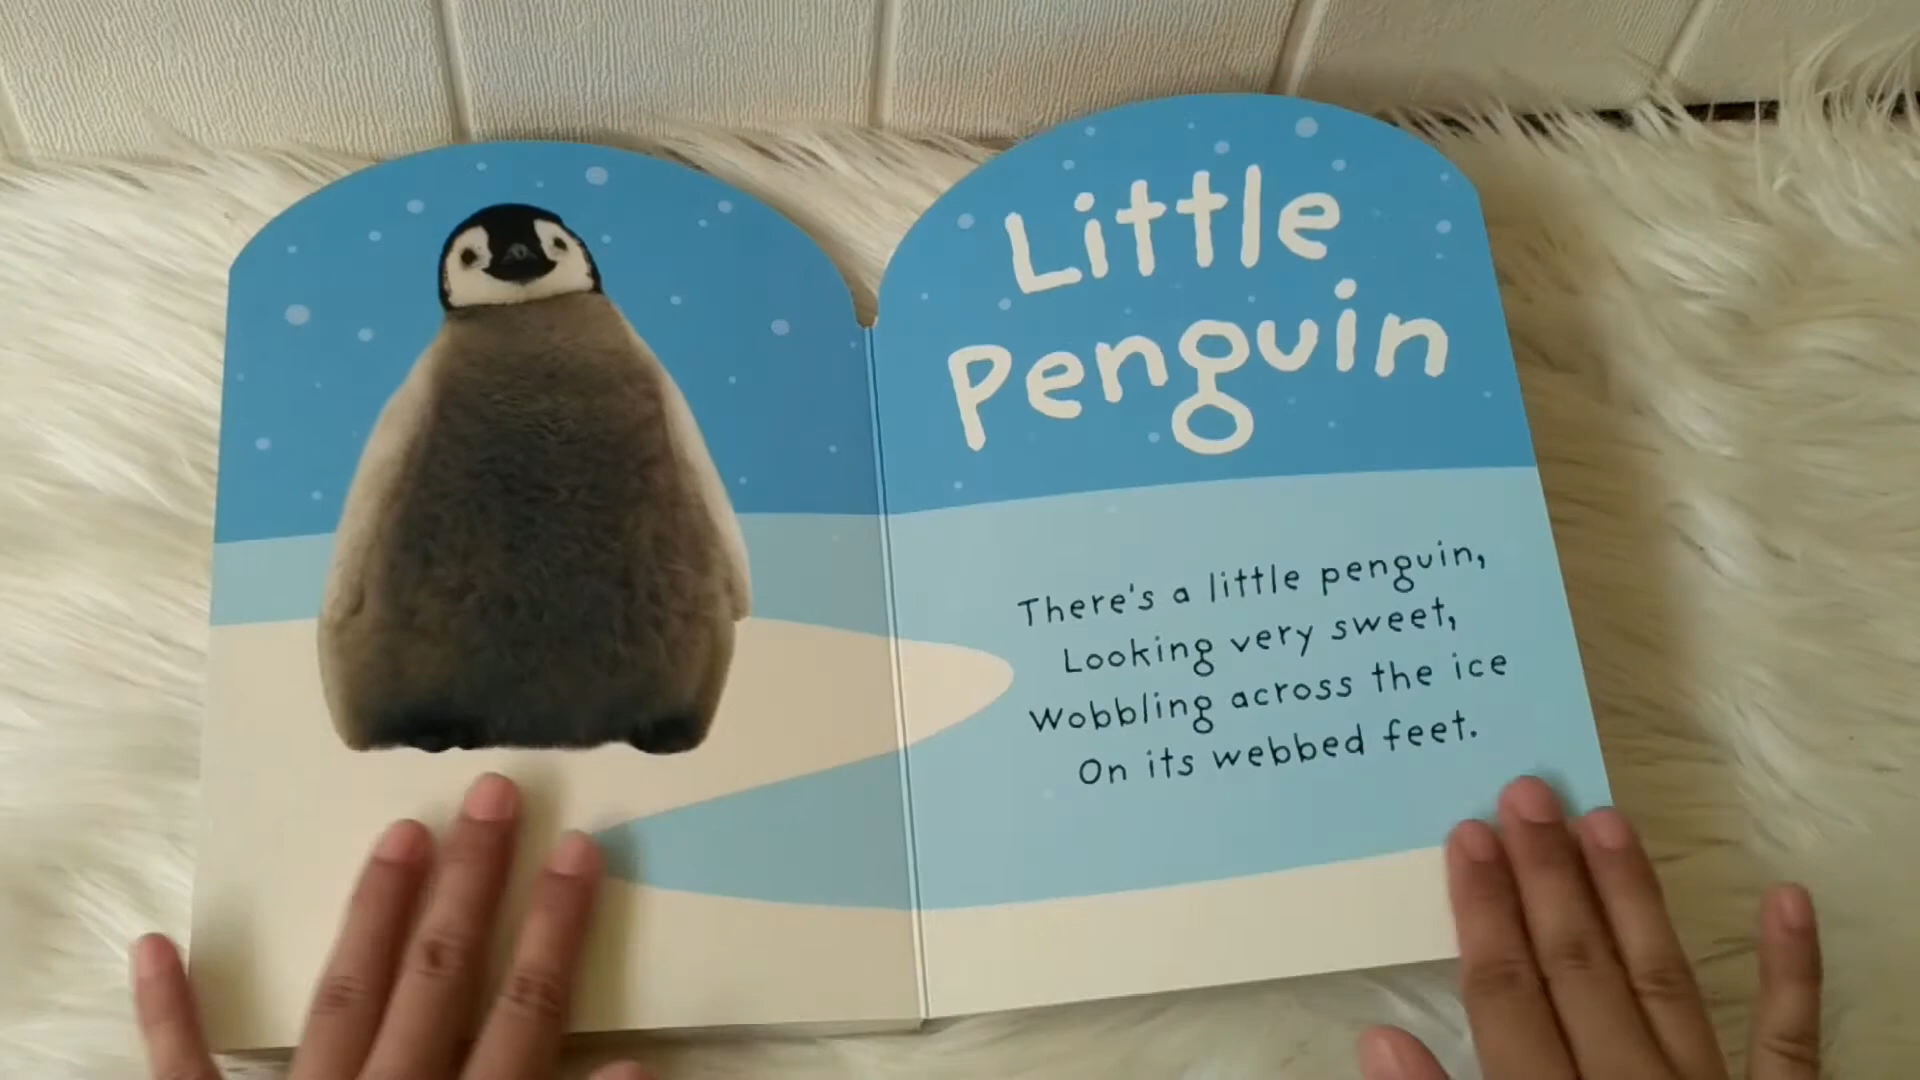 Little
Penguin
There's a little penguin,
Looking very sweet,
Wobbling across the ice
On its webbed feet.